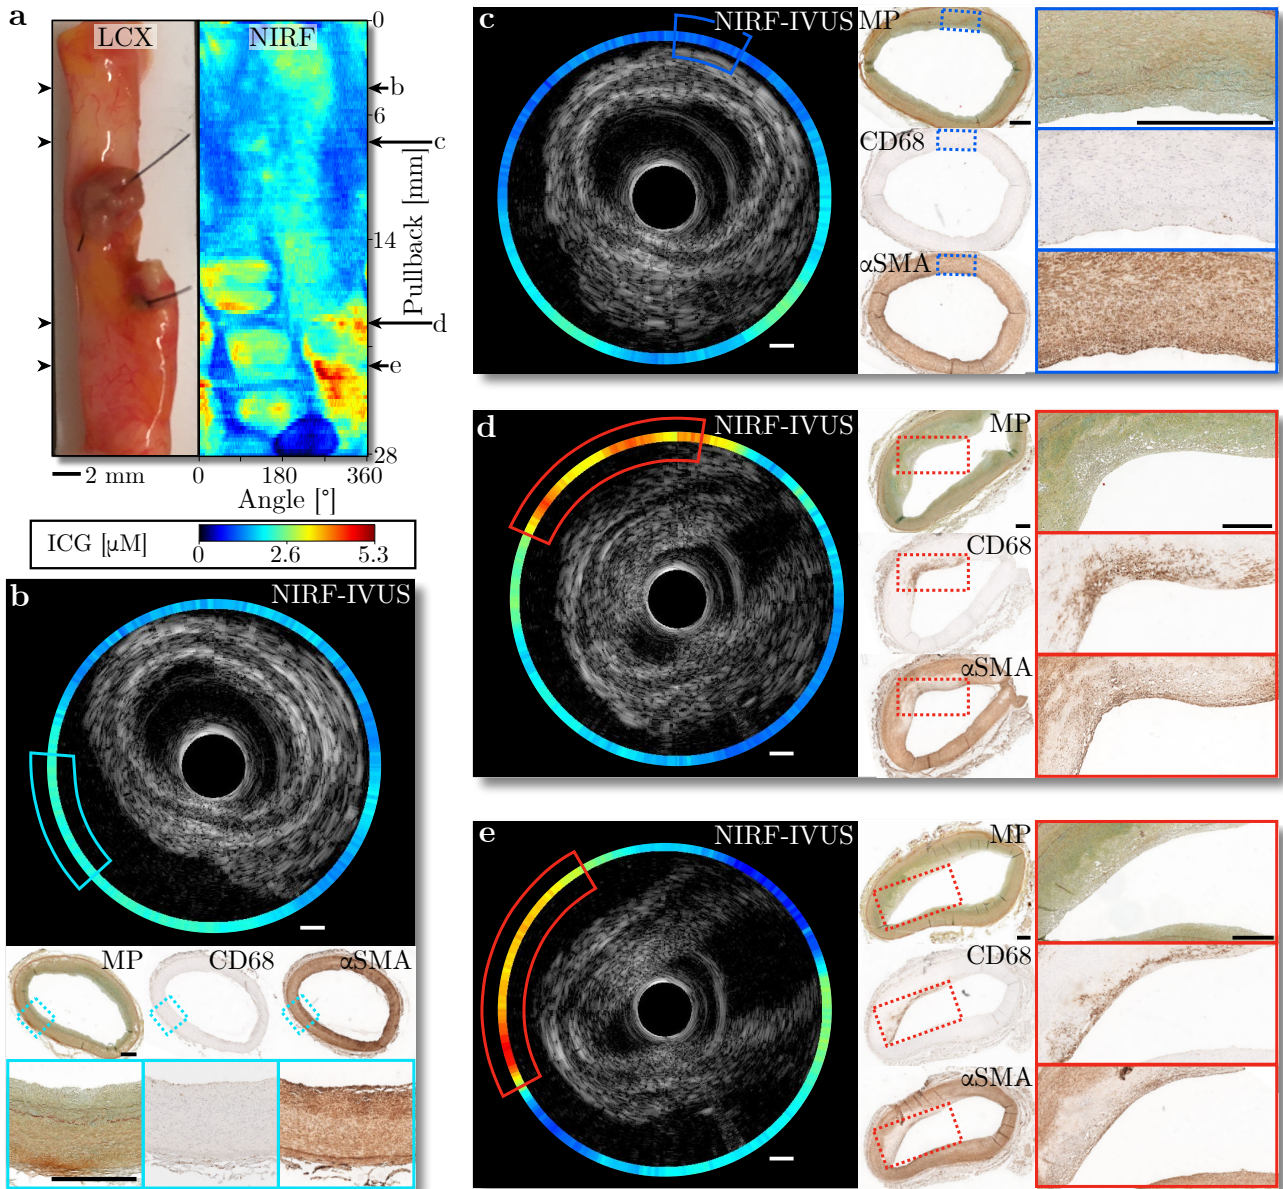 a
LCX
NIRF
0
b
6
c
14
d
e
28
Pullback [mm]
2 mm
0
180
360
Angle [°]
ICG [µM]
0
2.6
5.3
b
NIRF-IVUS
MP
CD68
αSMA
c
NIRF-IVUS
MP
CD68
αSMA
d
NIRF-IVUS
MP
CD68
αSMA
e
NIRF-IVUS
MP
CD68
αSMA